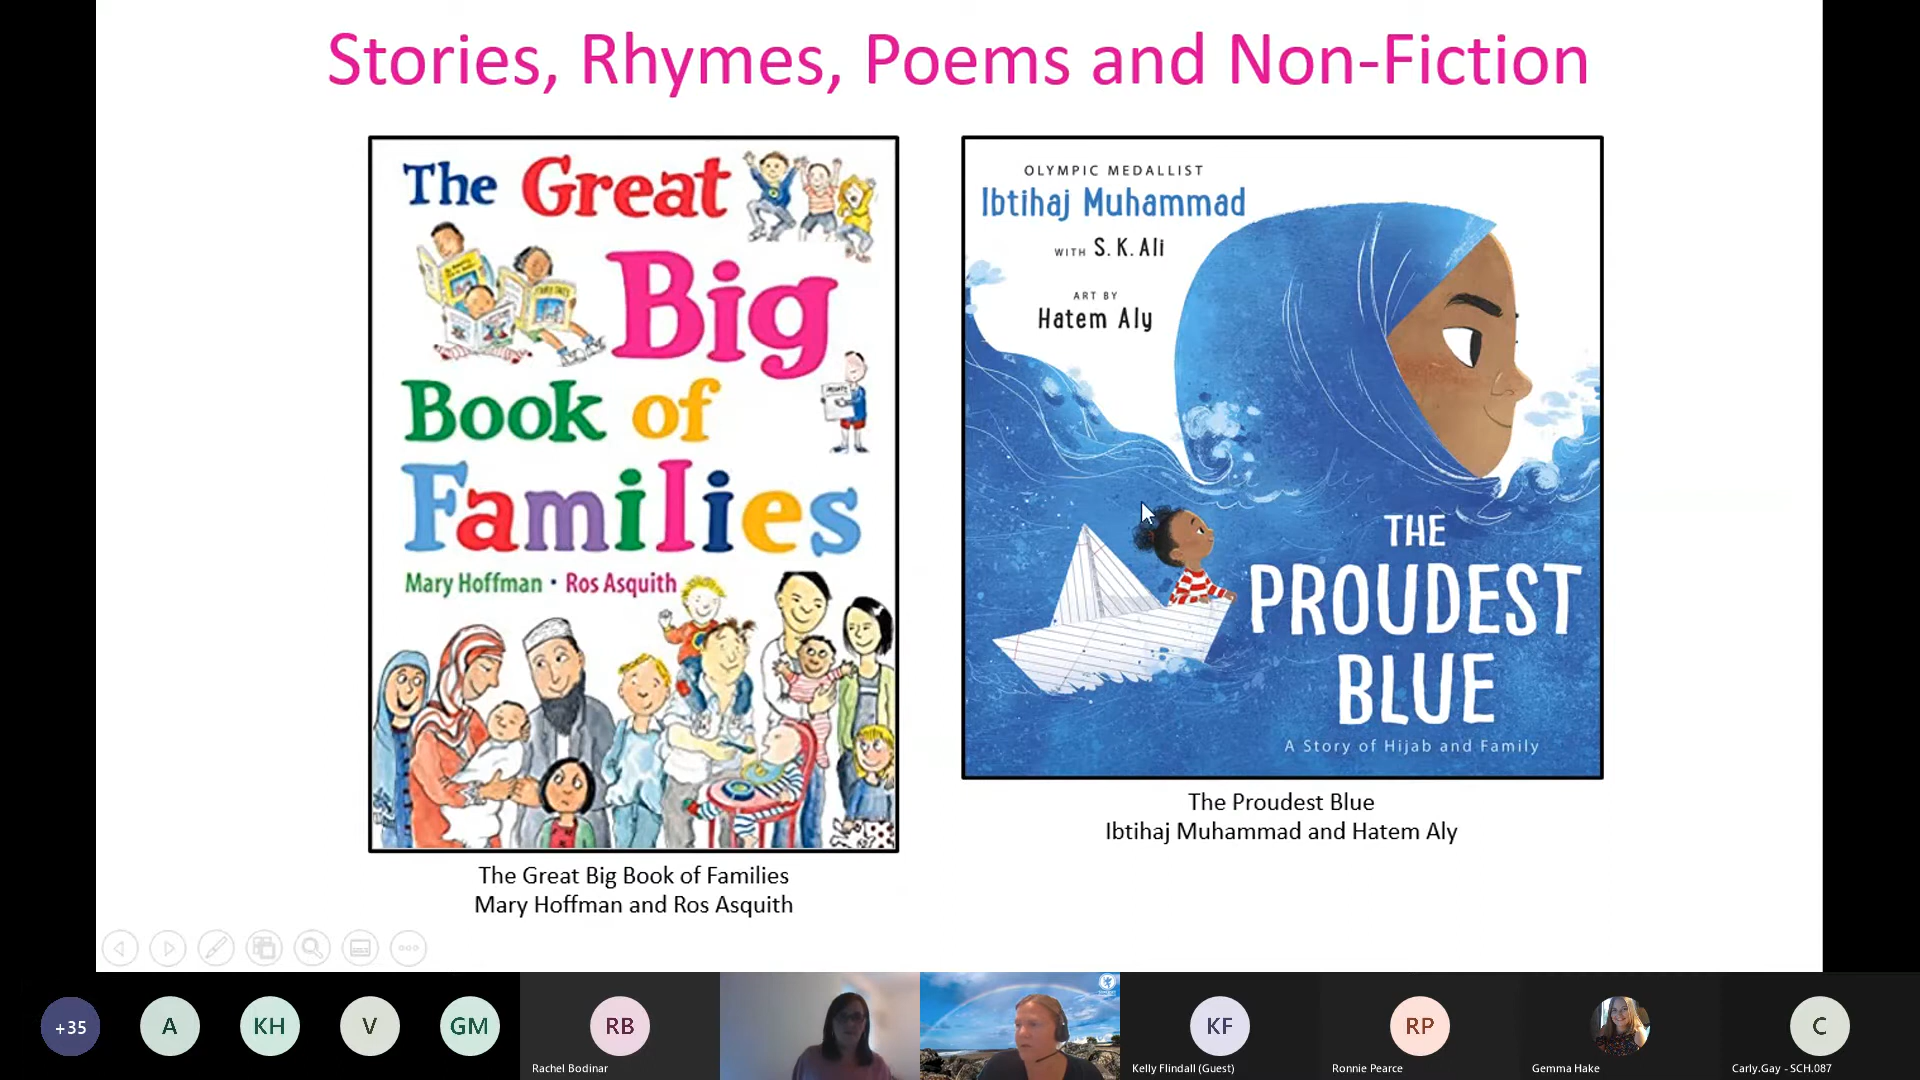 Stories, Rhymes, Poems and Non-Fiction
The Great
Big
Book of
Families
Mary Hoffman • Ros Asquith
The Great Big Book of Families
Mary Hoffman and Ros Asquith
OLYMPIC MEDALLIST
Ibtihaj Muhammad
WITH S. K. Ali
ART BY
Hatem Aly
THE
PROUDEST
BLUE
A Story of Hijab and Family
The Proudest Blue
Ibtihaj Muhammad and Hatem Aly
+35
A
KH
V
GM
RB
Rachel Bodinar
KF
Kelly Flindall (Guest)
RP
Ronnie Pearce
Gemma Hake
C
Carly.Gay - SCH.087